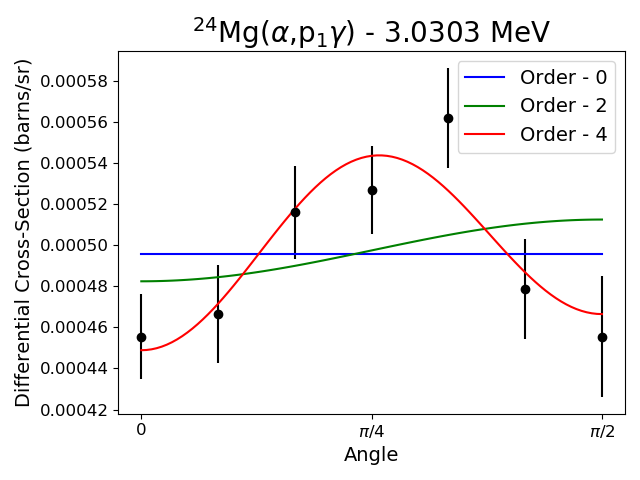 ²⁴Mg(α,p₁γ) - 3.0303 MeV
Order - 0
Order - 2
Order - 4
Differential Cross-Section (barns/sr)
0.00058
0.00056
0.00054
0.00052
0.00050
0.00048
0.00046
0.00044
0.00042
0
π/4
π/2
Angle